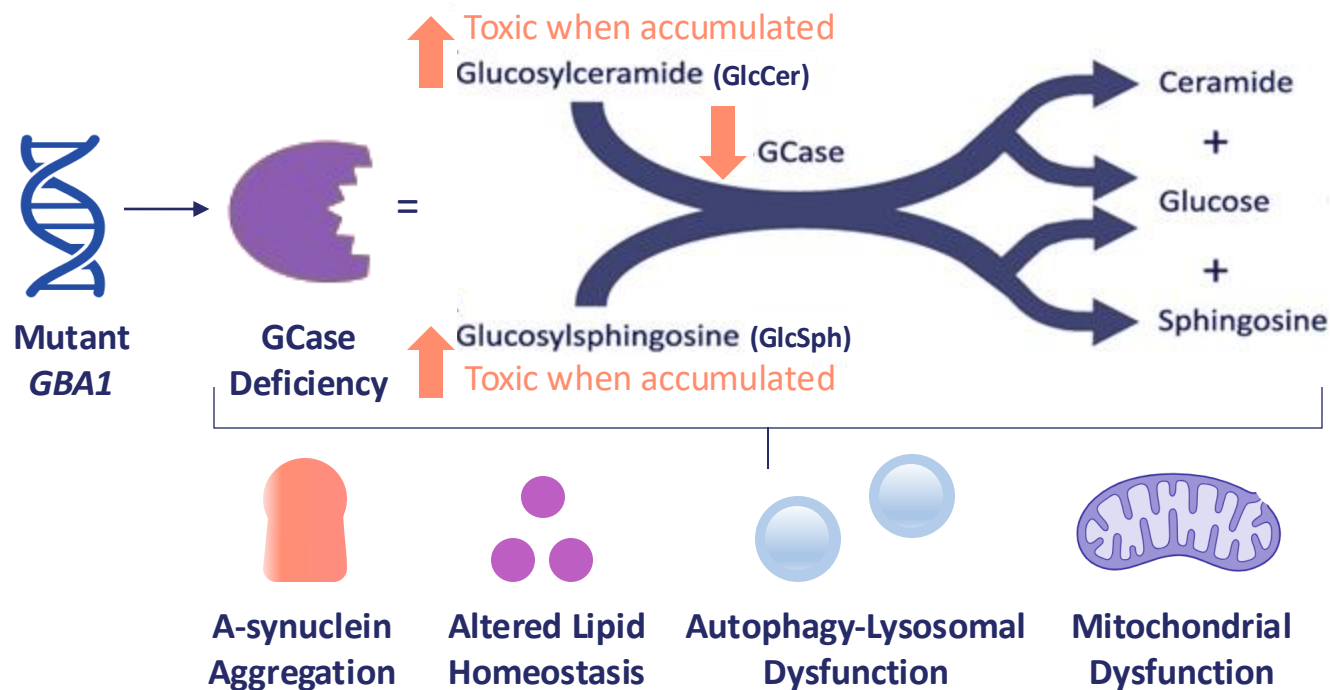 Toxic when accumulated
Glucosylceramide (GlcCer)
GCase
Ceramide
+
Glucose
+
Sphingosine
=
Glucosylsphingosine (GlcSph)
Toxic when accumulated
Mutant
GBA1
GCase
Deficiency
A-synuclein
Aggregation
Altered Lipid
Homeostasis
Autophagy-Lysosomal
Dysfunction
Mitochondrial
Dysfunction